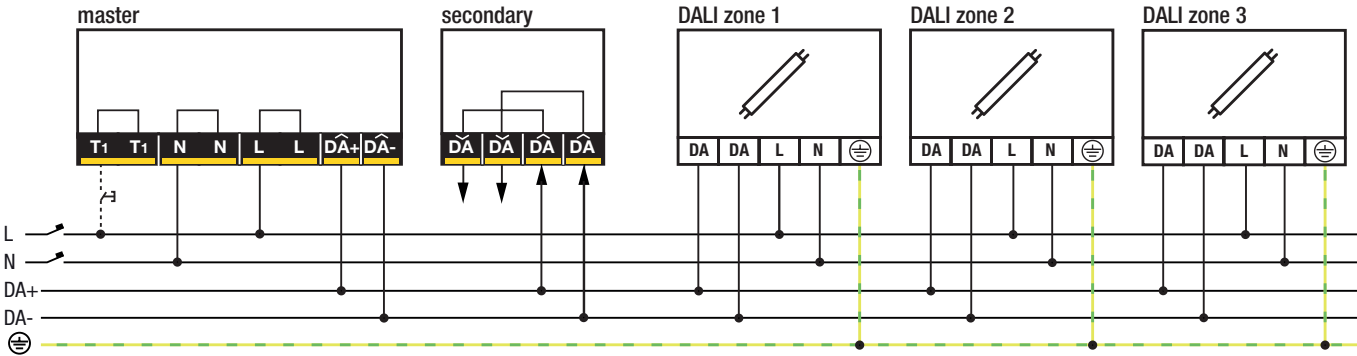 master secondary DALI zone 1 DALI zone 2 DALI zone 3
T1 T1 N N L L DA+ DA- DA DA DA DA DA DA L N DA DA L N DA DA L N
L
N
DA+
DA-